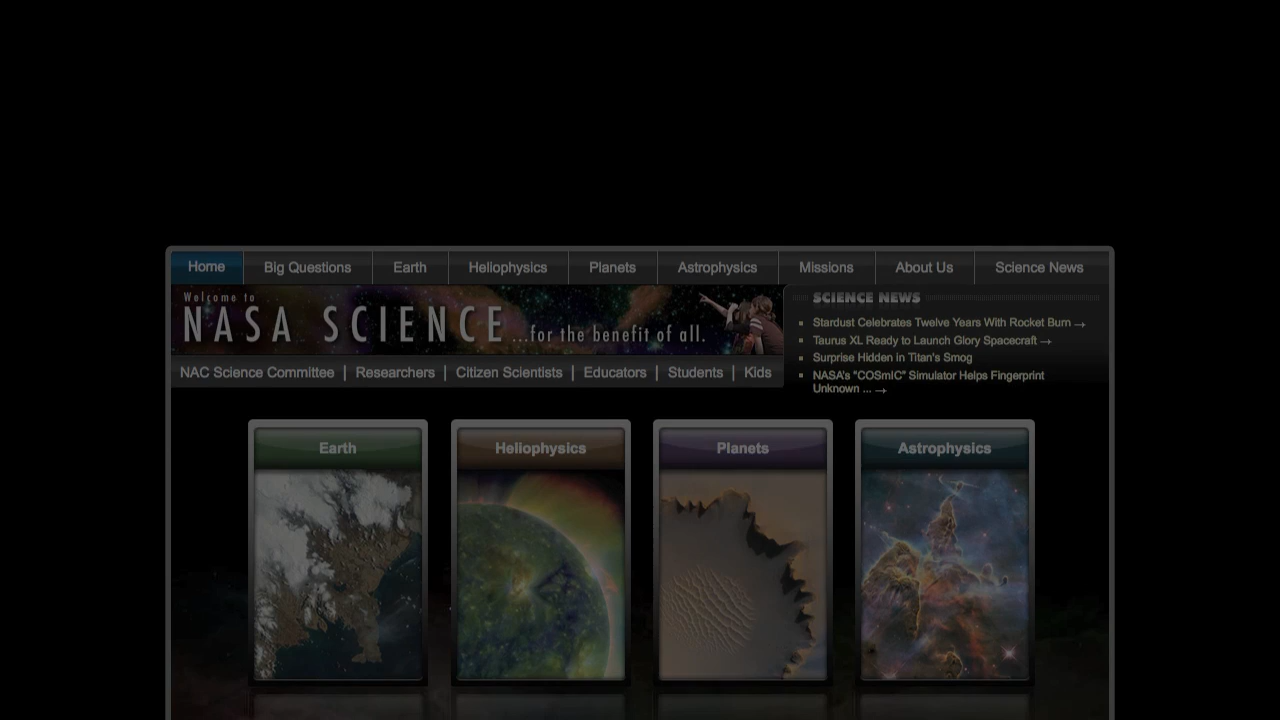 Home Big Questions Earth Heliophysics Planets Astrophysics Missions About Us Science News
Welcome to
NASA SCIENCE ...for the benefit of all.
NAC Science Committee | Researchers | Citizen Scientists | Educators | Students | Kids
SCIENCE NEWS
Stardust Celebrates Twelve Years With Rocket Burn →
Taurus XL Ready to Launch Glory Spacecraft →
Surprise Hidden in Titan's Smog
NASA's "COSmIC" Simulator Helps Fingerprint
Unknown ... →
Earth Heliophysics Planets Astrophysics